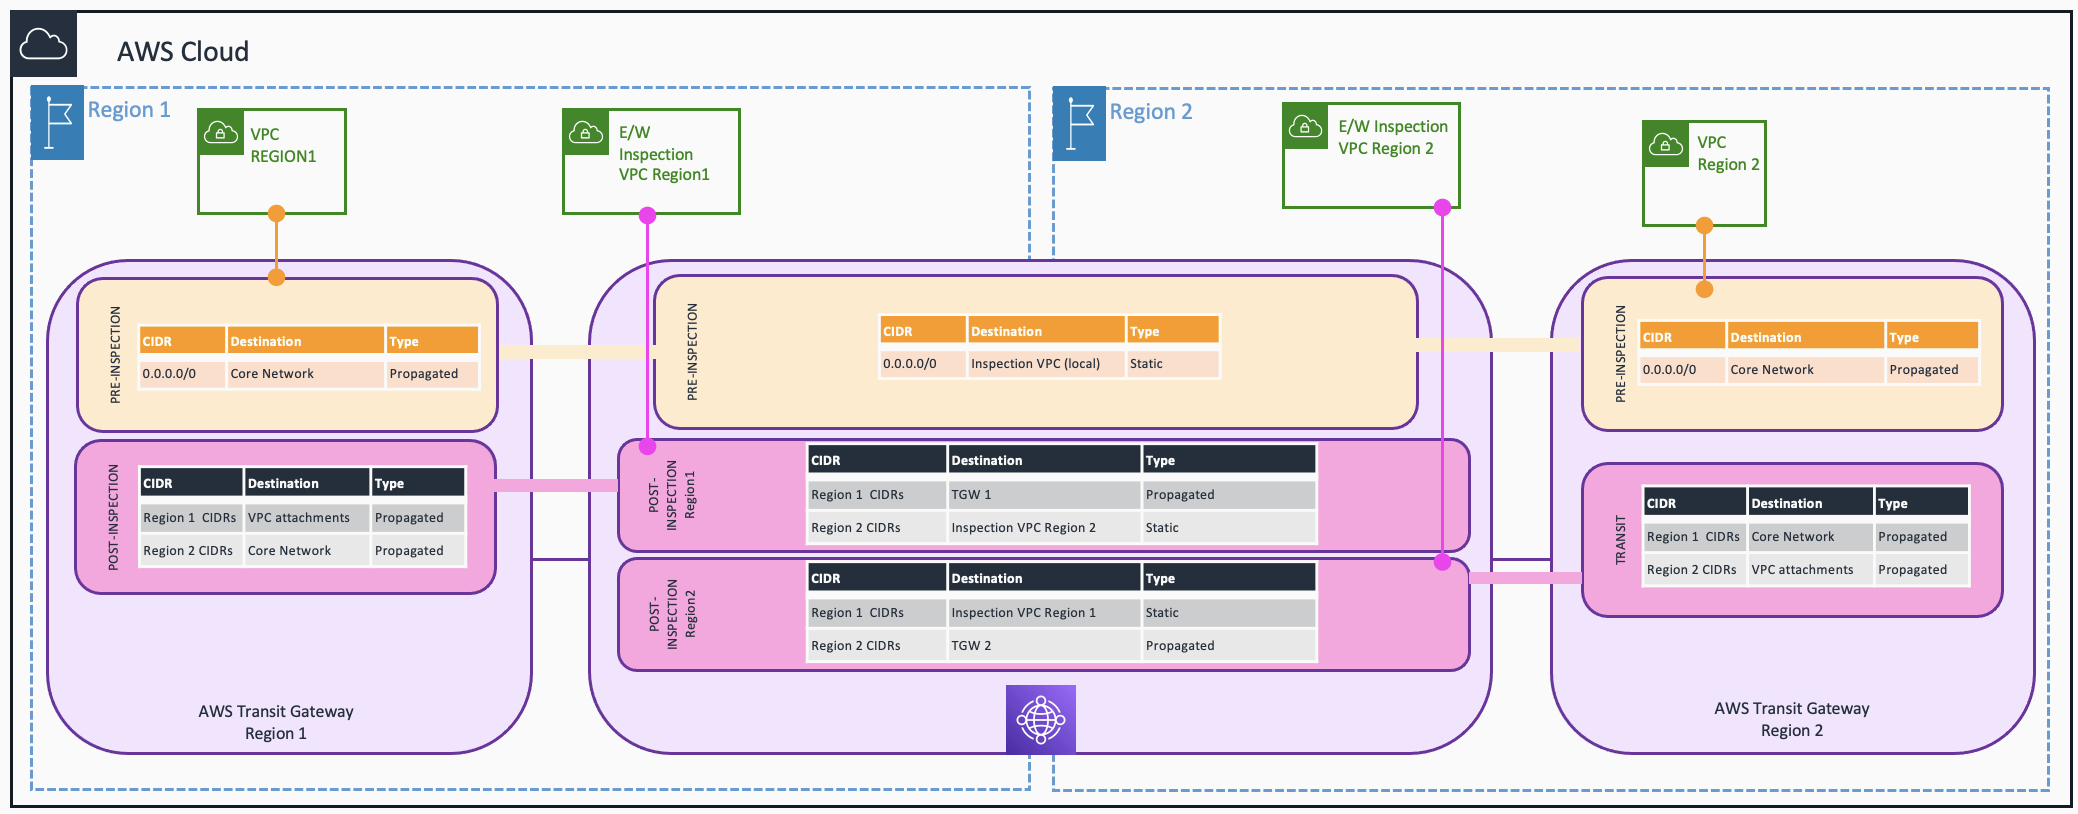 AWS Cloud
Region 1
VPC
REGION1
E/W
Inspection
VPC Region1
Region 2
E/W Inspection
VPC Region 2
VPC
Region 2
PRE-INSPECTION
CIDR Destination Type
0.0.0.0/0 Core Network Propagated
POST-INSPECTION
CIDR Destination Type
Region 1 CIDRs VPC attachments Propagated
Region 2 CIDRs Core Network Propagated
AWS Transit Gateway
Region 1
PRE-INSPECTION
CIDR Destination Type
0.0.0.0/0 Inspection VPC (local) Static
POST-
INSPECTION
Region1
CIDR Destination Type
Region 1 CIDRs TGW 1 Propagated
Region 2 CIDRs Inspection VPC Region 2 Static
POST-
INSPECTION
Region2
CIDR Destination Type
Region 1 CIDRs Inspection VPC Region 1 Static
Region 2 CIDRs TGW 2 Propagated
PRE-INSPECTION
CIDR Destination Type
0.0.0.0/0 Core Network Propagated
TRANSIT
CIDR Destination Type
Region 1 CIDRs Core Network Propagated
Region 2 CIDRs VPC attachments Propagated
AWS Transit Gateway
Region 2